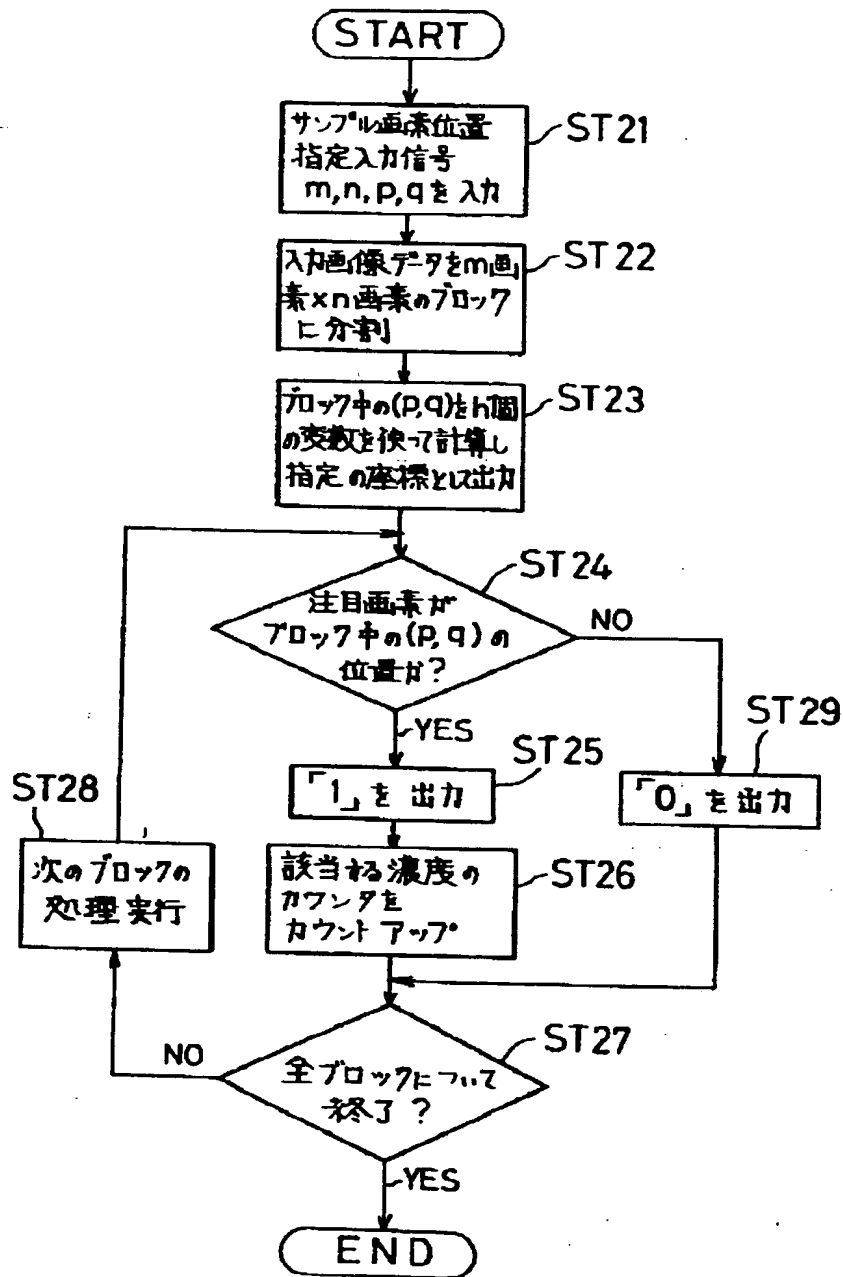 START
サンプル画素位置
指定入力信号
m,n,p,qを入力
ST21
入力画像データをm画
素×n画素のブロック
に分割
ST22
ブロック中の(p,q)をh個
の変数を使って計算し
指定の座標として出力
ST23
注目画素が
ブロック中の(p,q)の
位置か?
ST24
NO
YES
「1」を出力
ST25
「0」を出力
ST29
該当する濃度の
カウンタを
カウントアップ
ST26
次のブロックの
処理実行
ST28
全ブロックについて
終了?
ST27
NO
YES
END